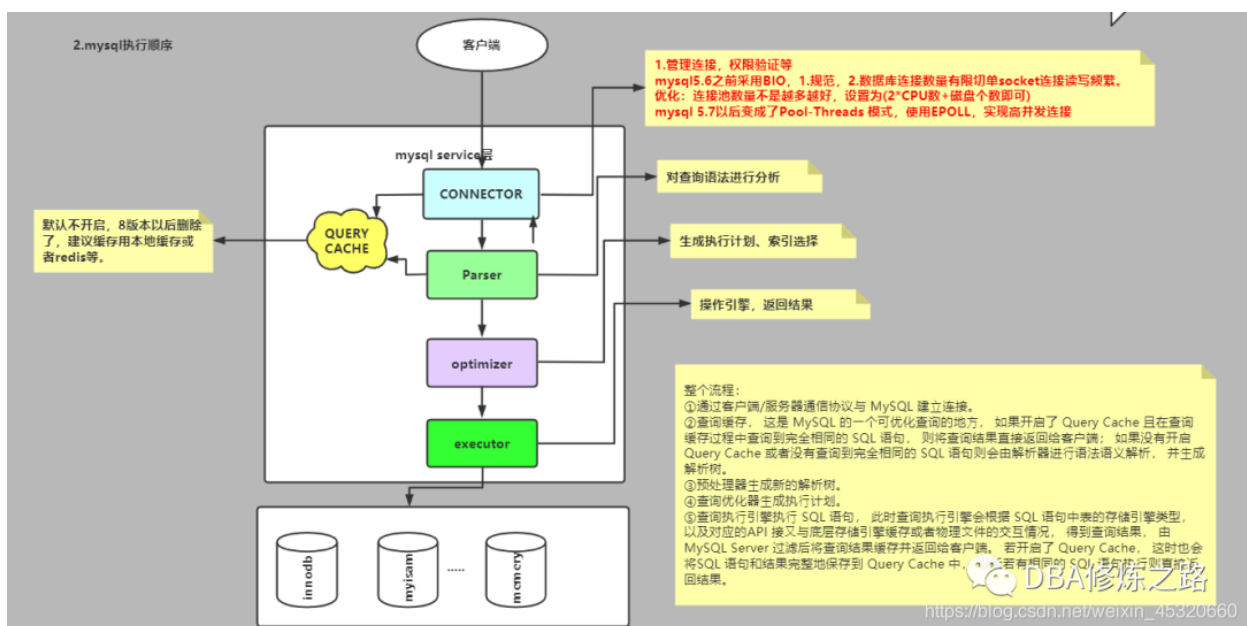 2.mysql执行顺序
客户端
1.管理连接，权限验证等
mysql5.6之前采用BIO，1.规范，2.数据库连接数量有限切单socket连接读写频繁。
优化：连接池数量不是越多越好，设置为(2*CPU数+磁盘个数即可)
mysql 5.7以后变成了Pool-Threads 模式，使用EPOLL，实现高并发连接
mysql service层
CONNECTOR
对查询语法进行分析
默认不开启，8版本以后删除
了，建议缓存用本地缓存或
者redis等。
QUERY
CACHE
生成执行计划、索引选择
Parser
操作引擎，返回结果
optimizer
executor
整个流程：
①通过客户端/服务器通信协议与 MySQL 建立连接。
②查询缓存， 这是 MySQL 的一个可优化查询的地方， 如果开启了 Query Cache 且在查询
缓存过程中查询到完全相同的 SQL 语句， 则将查询结果直接返回给客户端； 如果没有开启
Query Cache 或者没有查询到完全相同的 SQL 语句则会由解析器进行语法语义解析， 并生成
解析树。
③预处理器生成新的解析树。
④查询优化器生成执行计划。
⑤查询执行引擎执行 SQL 语句， 此时查询执行引擎会根据 SQL 语句中表的存储引擎类型，
以及对应的API 接又与底层存储引擎缓存或者物理文件的交互情况， 得到查询结果， 由
MySQL Server 过滤后将查询结果缓存并返回给客户端。 若开启了 Query Cache， 这时也会
将SQL 语句和结果完整地保存到 Query Cache 中， 若有相同的 SQL 语句执行则直接返
回结果。
innodb
myisam
.....
memory
DBA修炼之路
https://blog.csdn.net/weixin_45320660